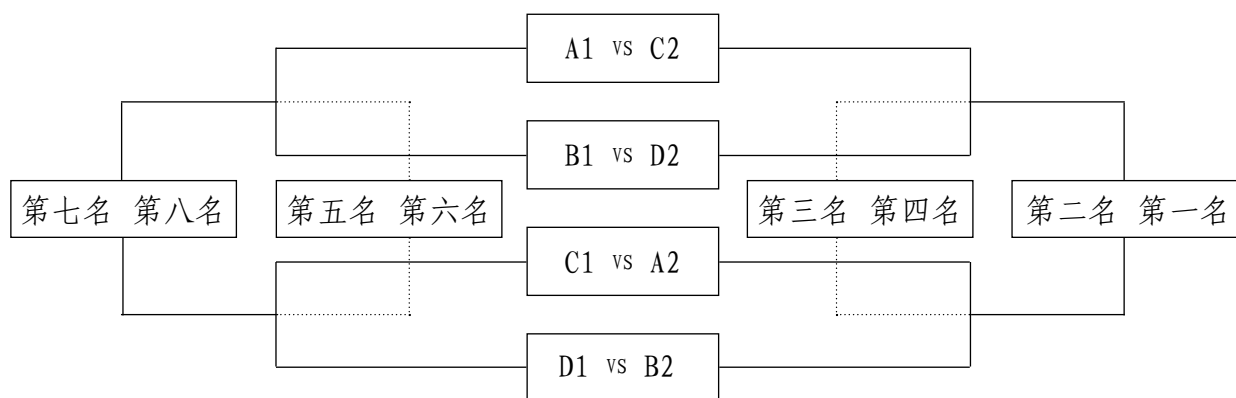 A1 VS C2
B1 VS D2
第七名 第八名
第五名 第六名
第三名 第四名
第二名 第一名
C1 VS A2
D1 VS B2